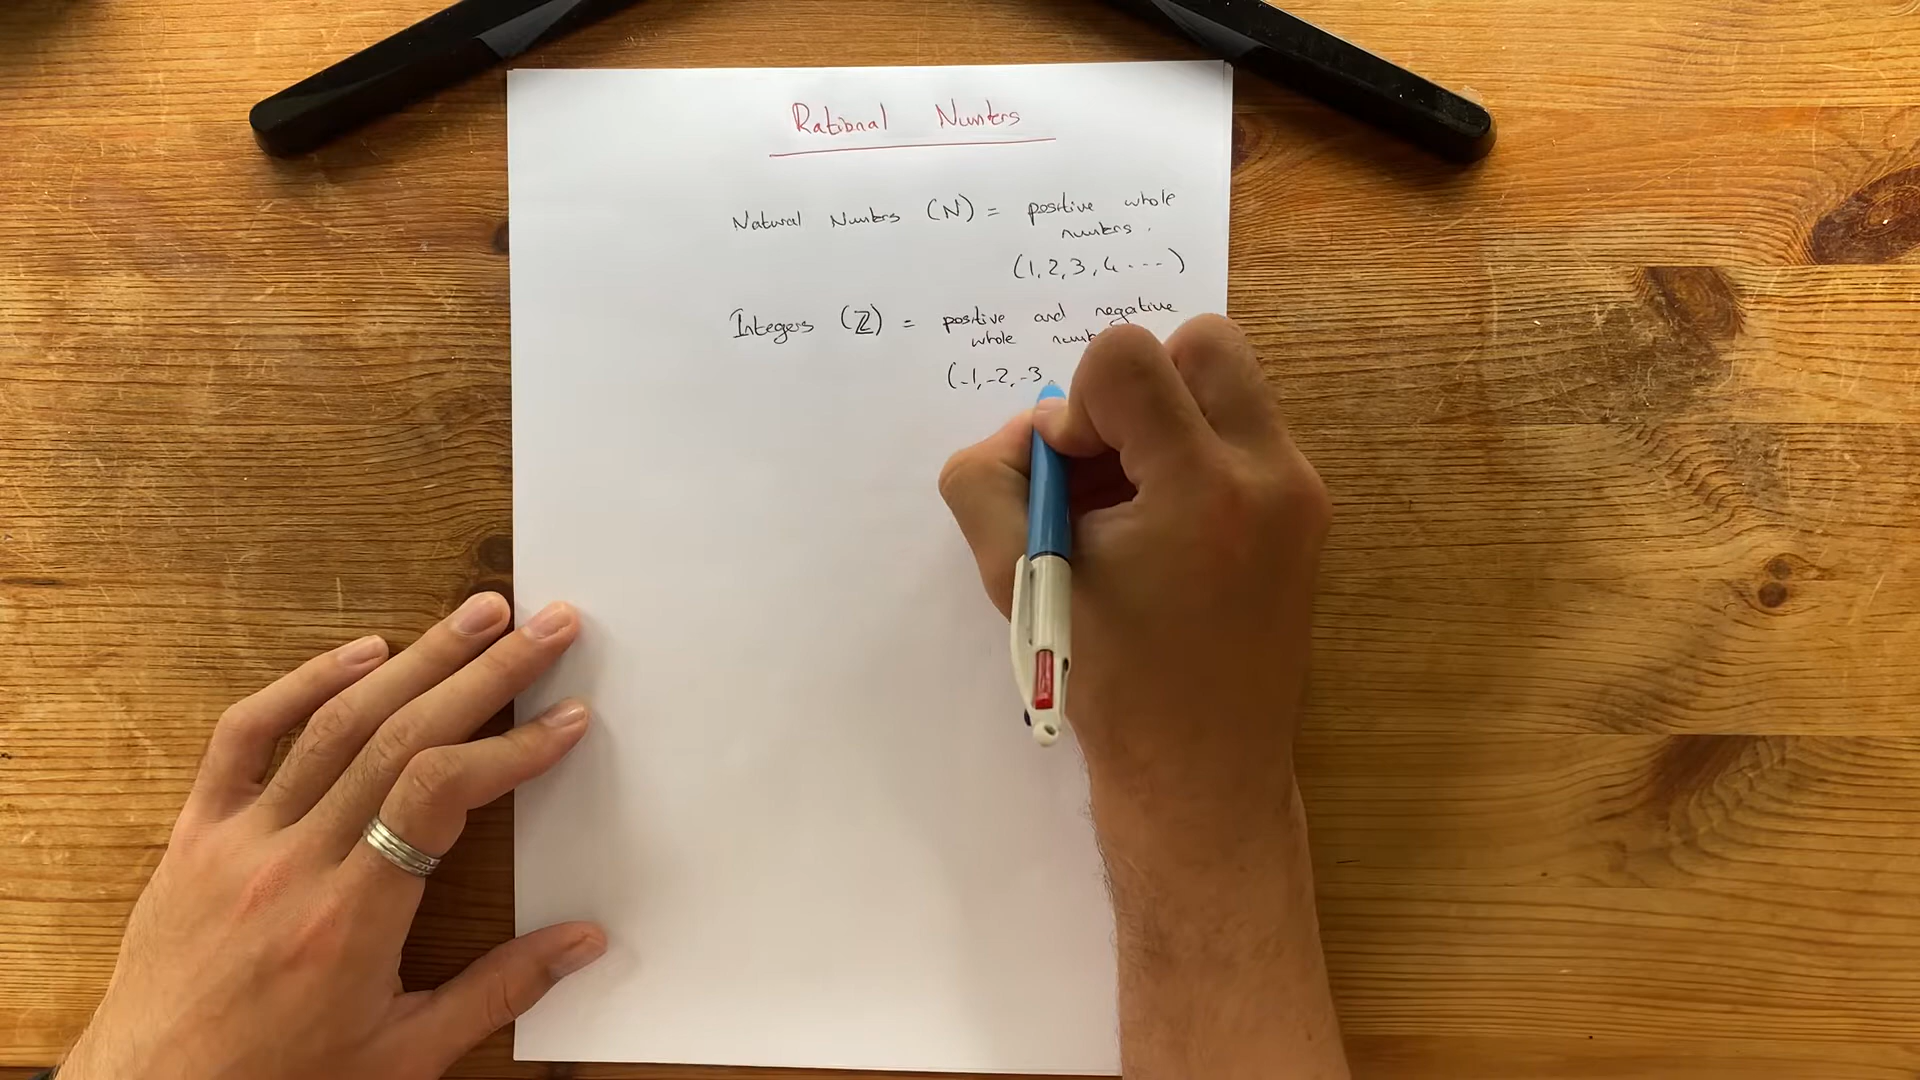 Rational Numbers
Natural Numbers (N) = positive whole
numbers.
(1, 2, 3, 4 ...)
Integers (ℤ) = positive and negative
whole
(-1, -2, -3,